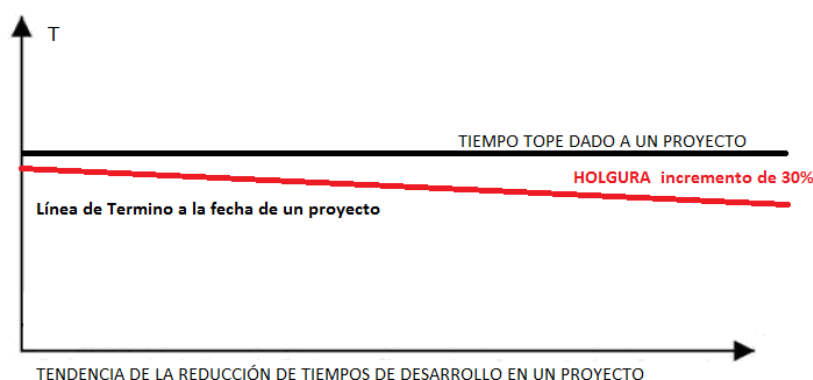 T
TIEMPO TOPE DADO A UN PROYECTO
HOLGURA incremento de 30%
Línea de Termino a la fecha de un proyecto
TENDENCIA DE LA REDUCCIÓN DE TIEMPOS DE DESARROLLO EN UN PROYECTO